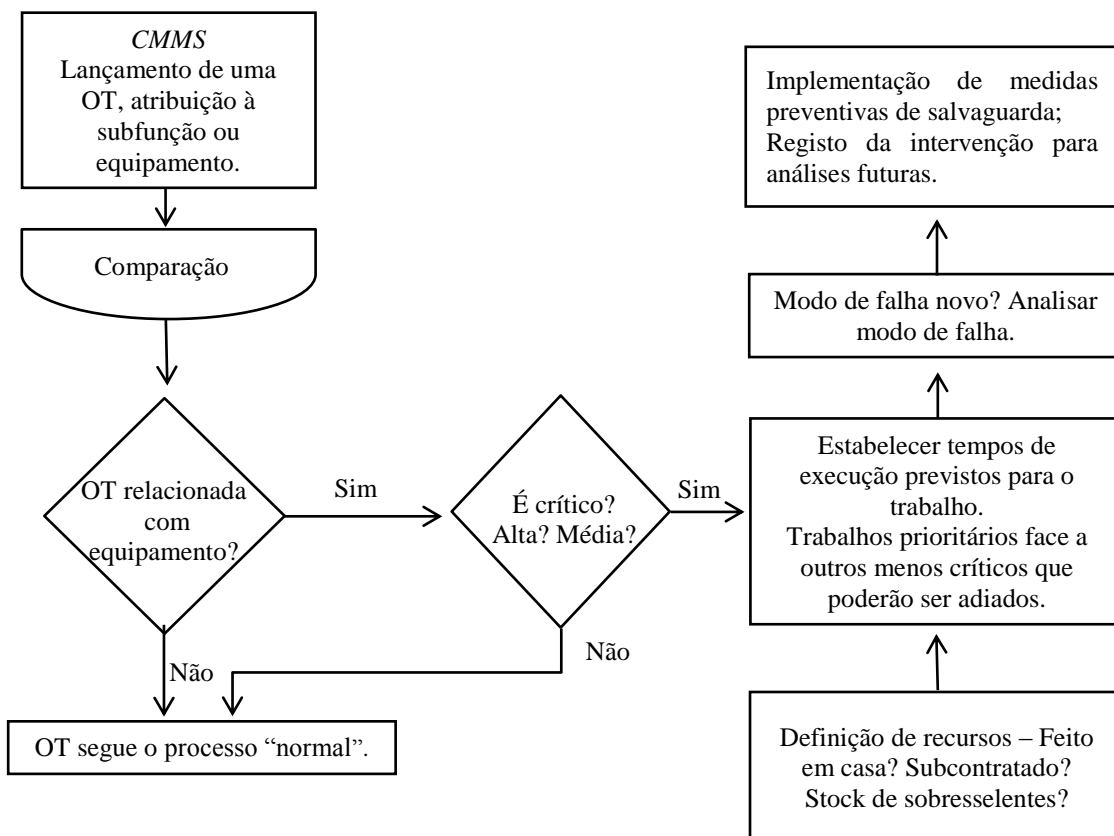 CMMS
Lançamento de uma
OT, atribuição à
subfunção ou
equipamento.
Comparação
OT relacionada
com
equipamento?
Sim
Não
É crítico?
Alta? Média?
Sim
Não
OT segue o processo “normal”.
Implementação de medidas
preventivas de salvaguarda;
Registo da intervenção para
análises futuras.
Modo de falha novo? Analisar
modo de falha.
Estabelecer tempos de
execução previstos para o
trabalho.
Trabalhos prioritários face a
outros menos críticos que
poderão ser adiados.
Definição de recursos – Feito
em casa? Subcontratado?
Stock de sobresselentes?